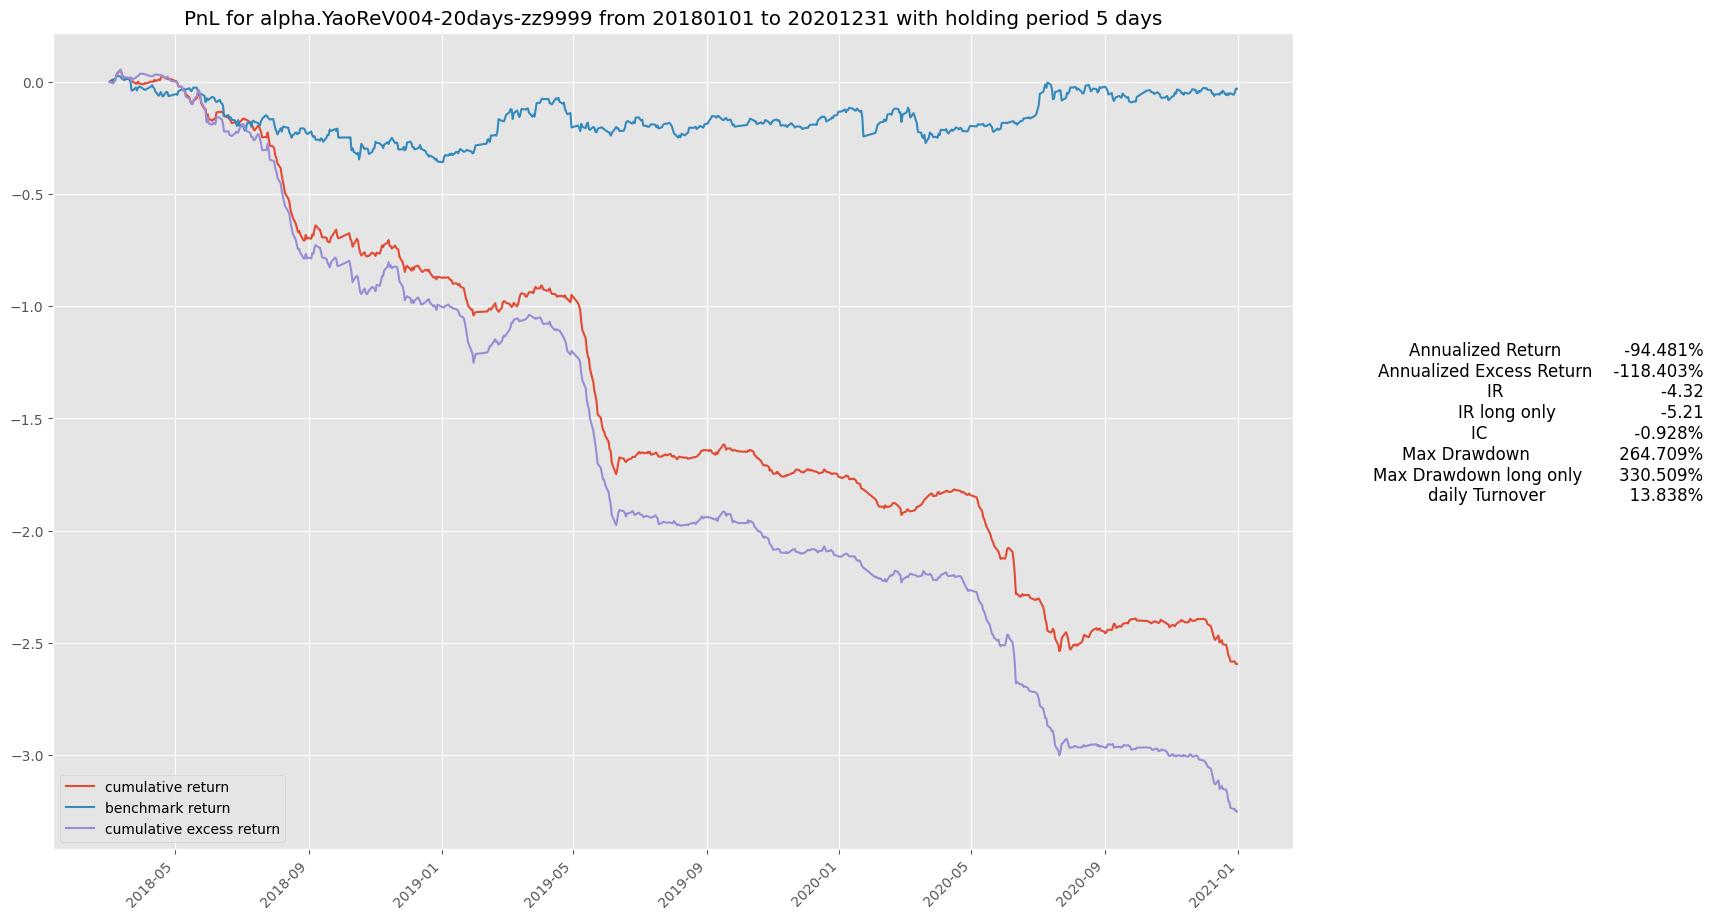 PnL for alpha.YaoReV004-20days-zz9999 from 20180101 to 20201231 with holding period 5 days
0.0
−0.5
−1.0
−1.5
−2.0
−2.5
−3.0
cumulative return
benchmark return
cumulative excess return
2018-05
2018-09
2019-01
2019-05
2019-09
2020-01
2020-05
2020-09
2021-01
Annualized Return -94.481%
Annualized Excess Return -118.403%
IR -4.32
IR long only -5.21
IC -0.928%
Max Drawdown 264.709%
Max Drawdown long only 330.509%
daily Turnover 13.838%